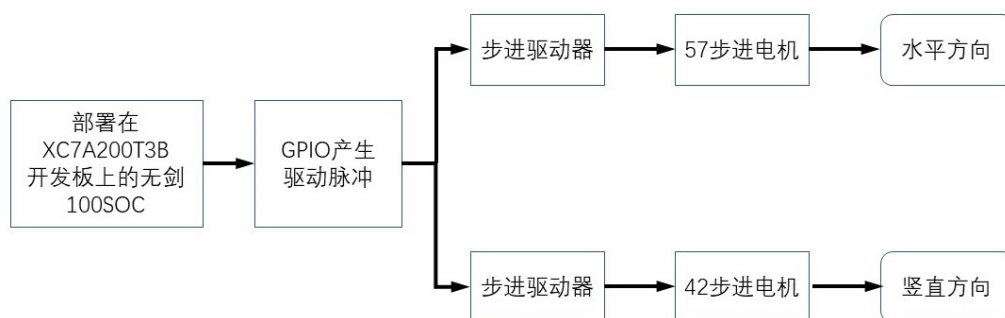 部署在
XC7A200T3B
开发板上的无剑
100SOC
GPIO产生
驱动脉冲
步进驱动器
57步进电机
水平方向
步进驱动器
42步进电机
竖直方向